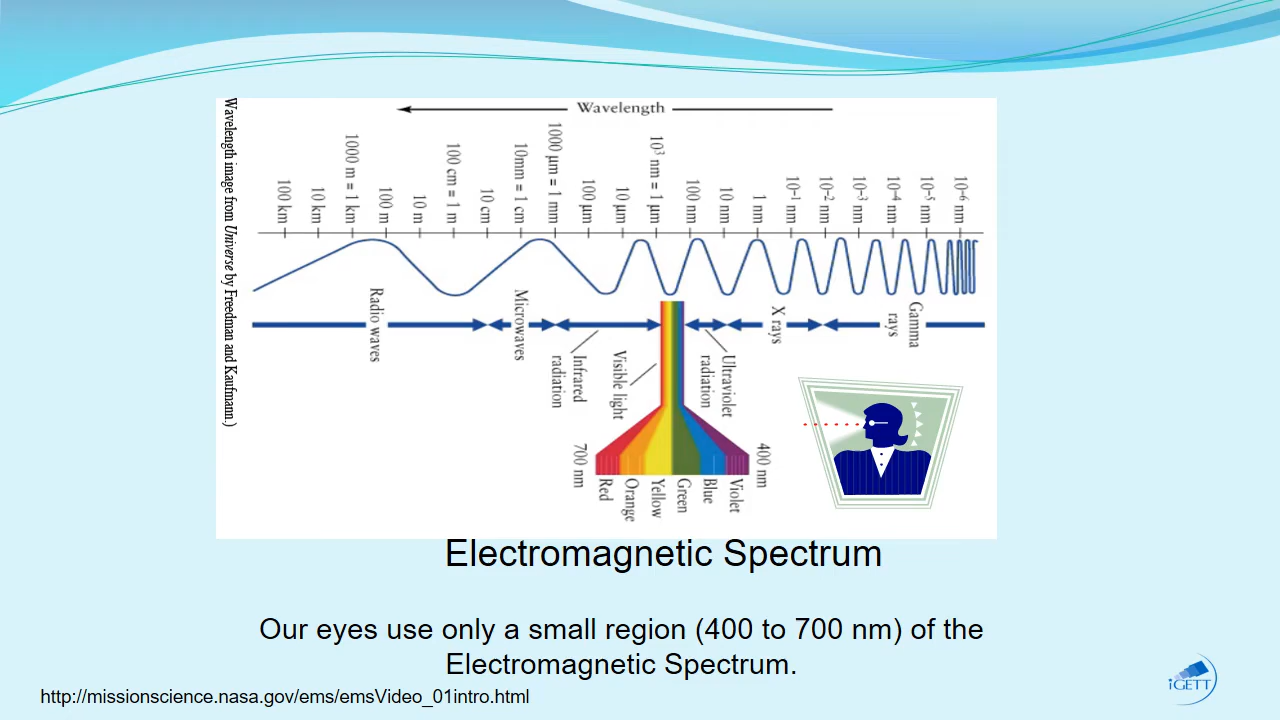 Wavelength
100 km
10 km
1000 m = 1 km
100 m
10 m
100 cm = 1 m
10 cm
10mm = 1 cm
1000 μm = 1 mm
100 μm
10 μm
10³ nm = 1 μm
100 nm
10 nm
1 nm
10⁻¹ nm
10⁻² nm
10⁻³ nm
10⁻⁴ nm
10⁻⁵ nm
10⁻⁶ nm
Radio waves
Microwaves
Infrared
radiation
Visible light
Ultraviolet
radiation
X rays
Gamma
rays
700 nm
400 nm
Red
Orange
Yellow
Green
Blue
Violet
Wavelength image from Universe by Freedman and Kaufmann.)
Electromagnetic Spectrum
Our eyes use only a small region (400 to 700 nm) of the
Electromagnetic Spectrum.
http://missionscience.nasa.gov/ems/emsVideo_01intro.html
iGETT